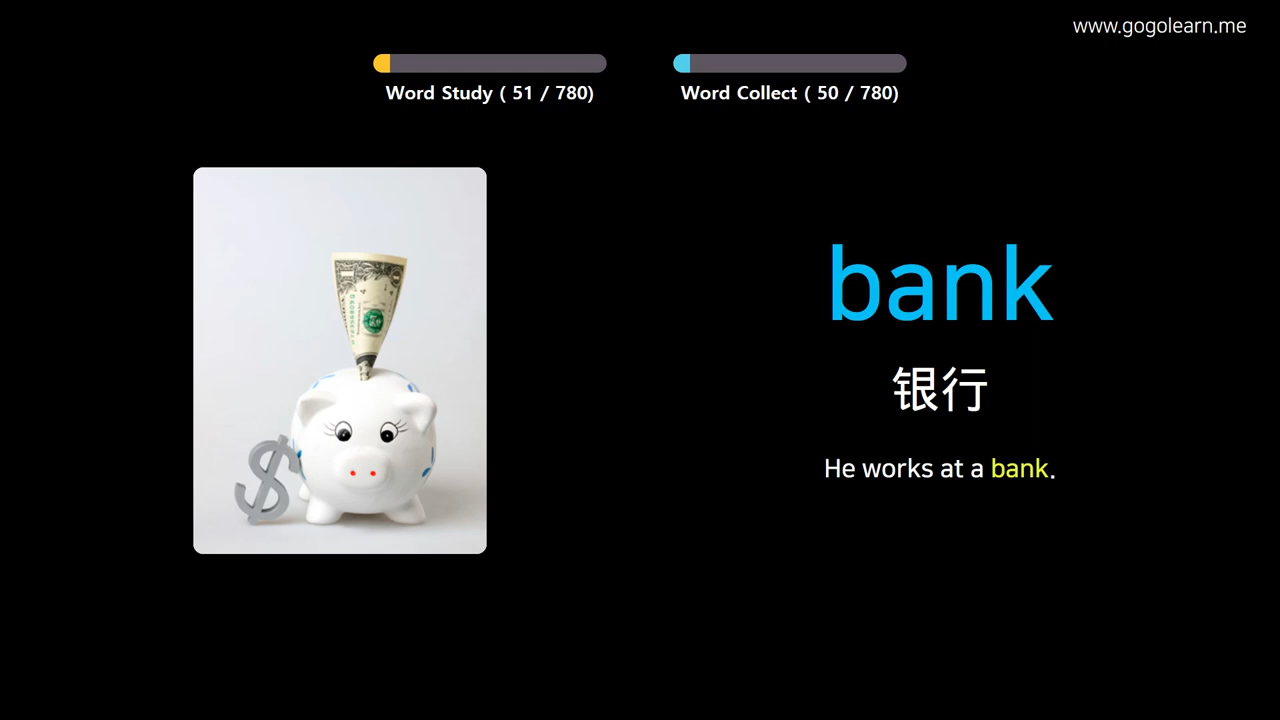 www.gogolearn.me
Word Study ( 51 / 780)
Word Collect ( 50 / 780)
bank
银行
He works at a bank.
$